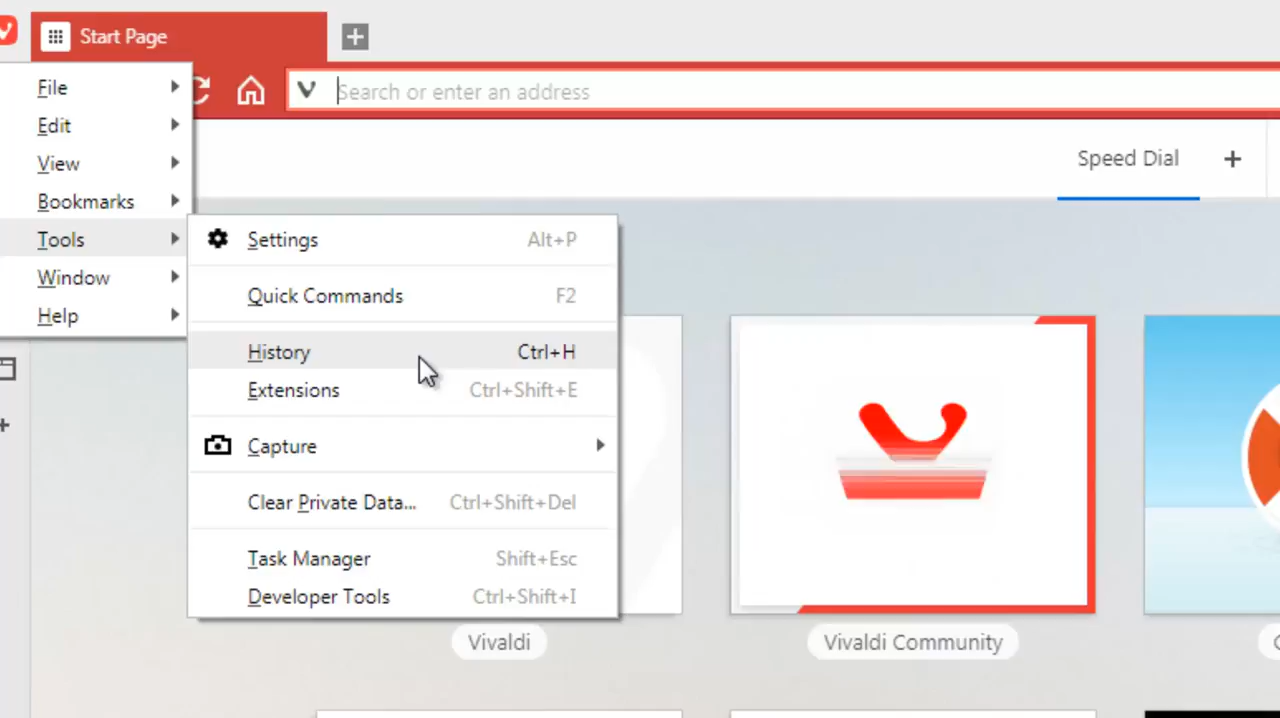 Start Page
Search or enter an address
File
Edit
View
Bookmarks
Tools
Window
Help
Speed Dial
Settings Alt+P
Quick Commands F2
History Ctrl+H
Extensions Ctrl+Shift+E
Capture
Clear Private Data... Ctrl+Shift+Del
Task Manager Shift+Esc
Developer Tools Ctrl+Shift+I
Vivaldi
Vivaldi Community